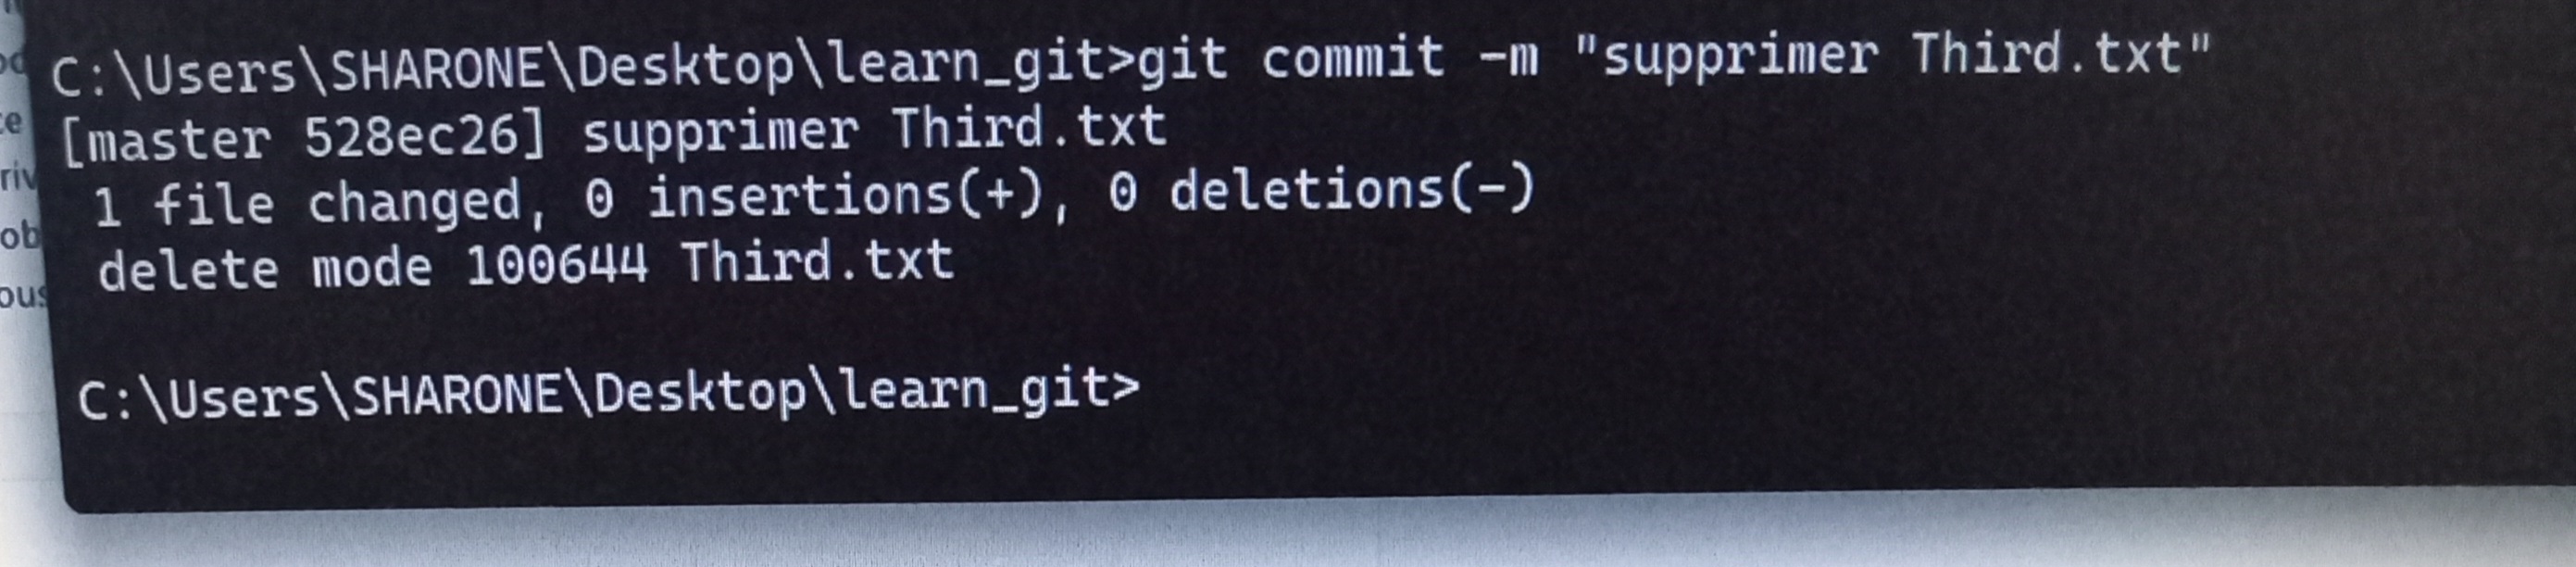 C:\Users\SHARONE\Desktop\learn_git>git commit -m "supprimer Third.txt"
[master 528ec26] supprimer Third.txt
 1 file changed, 0 insertions(+), 0 deletions(-)
 delete mode 100644 Third.txt
C:\Users\SHARONE\Desktop\learn_git>